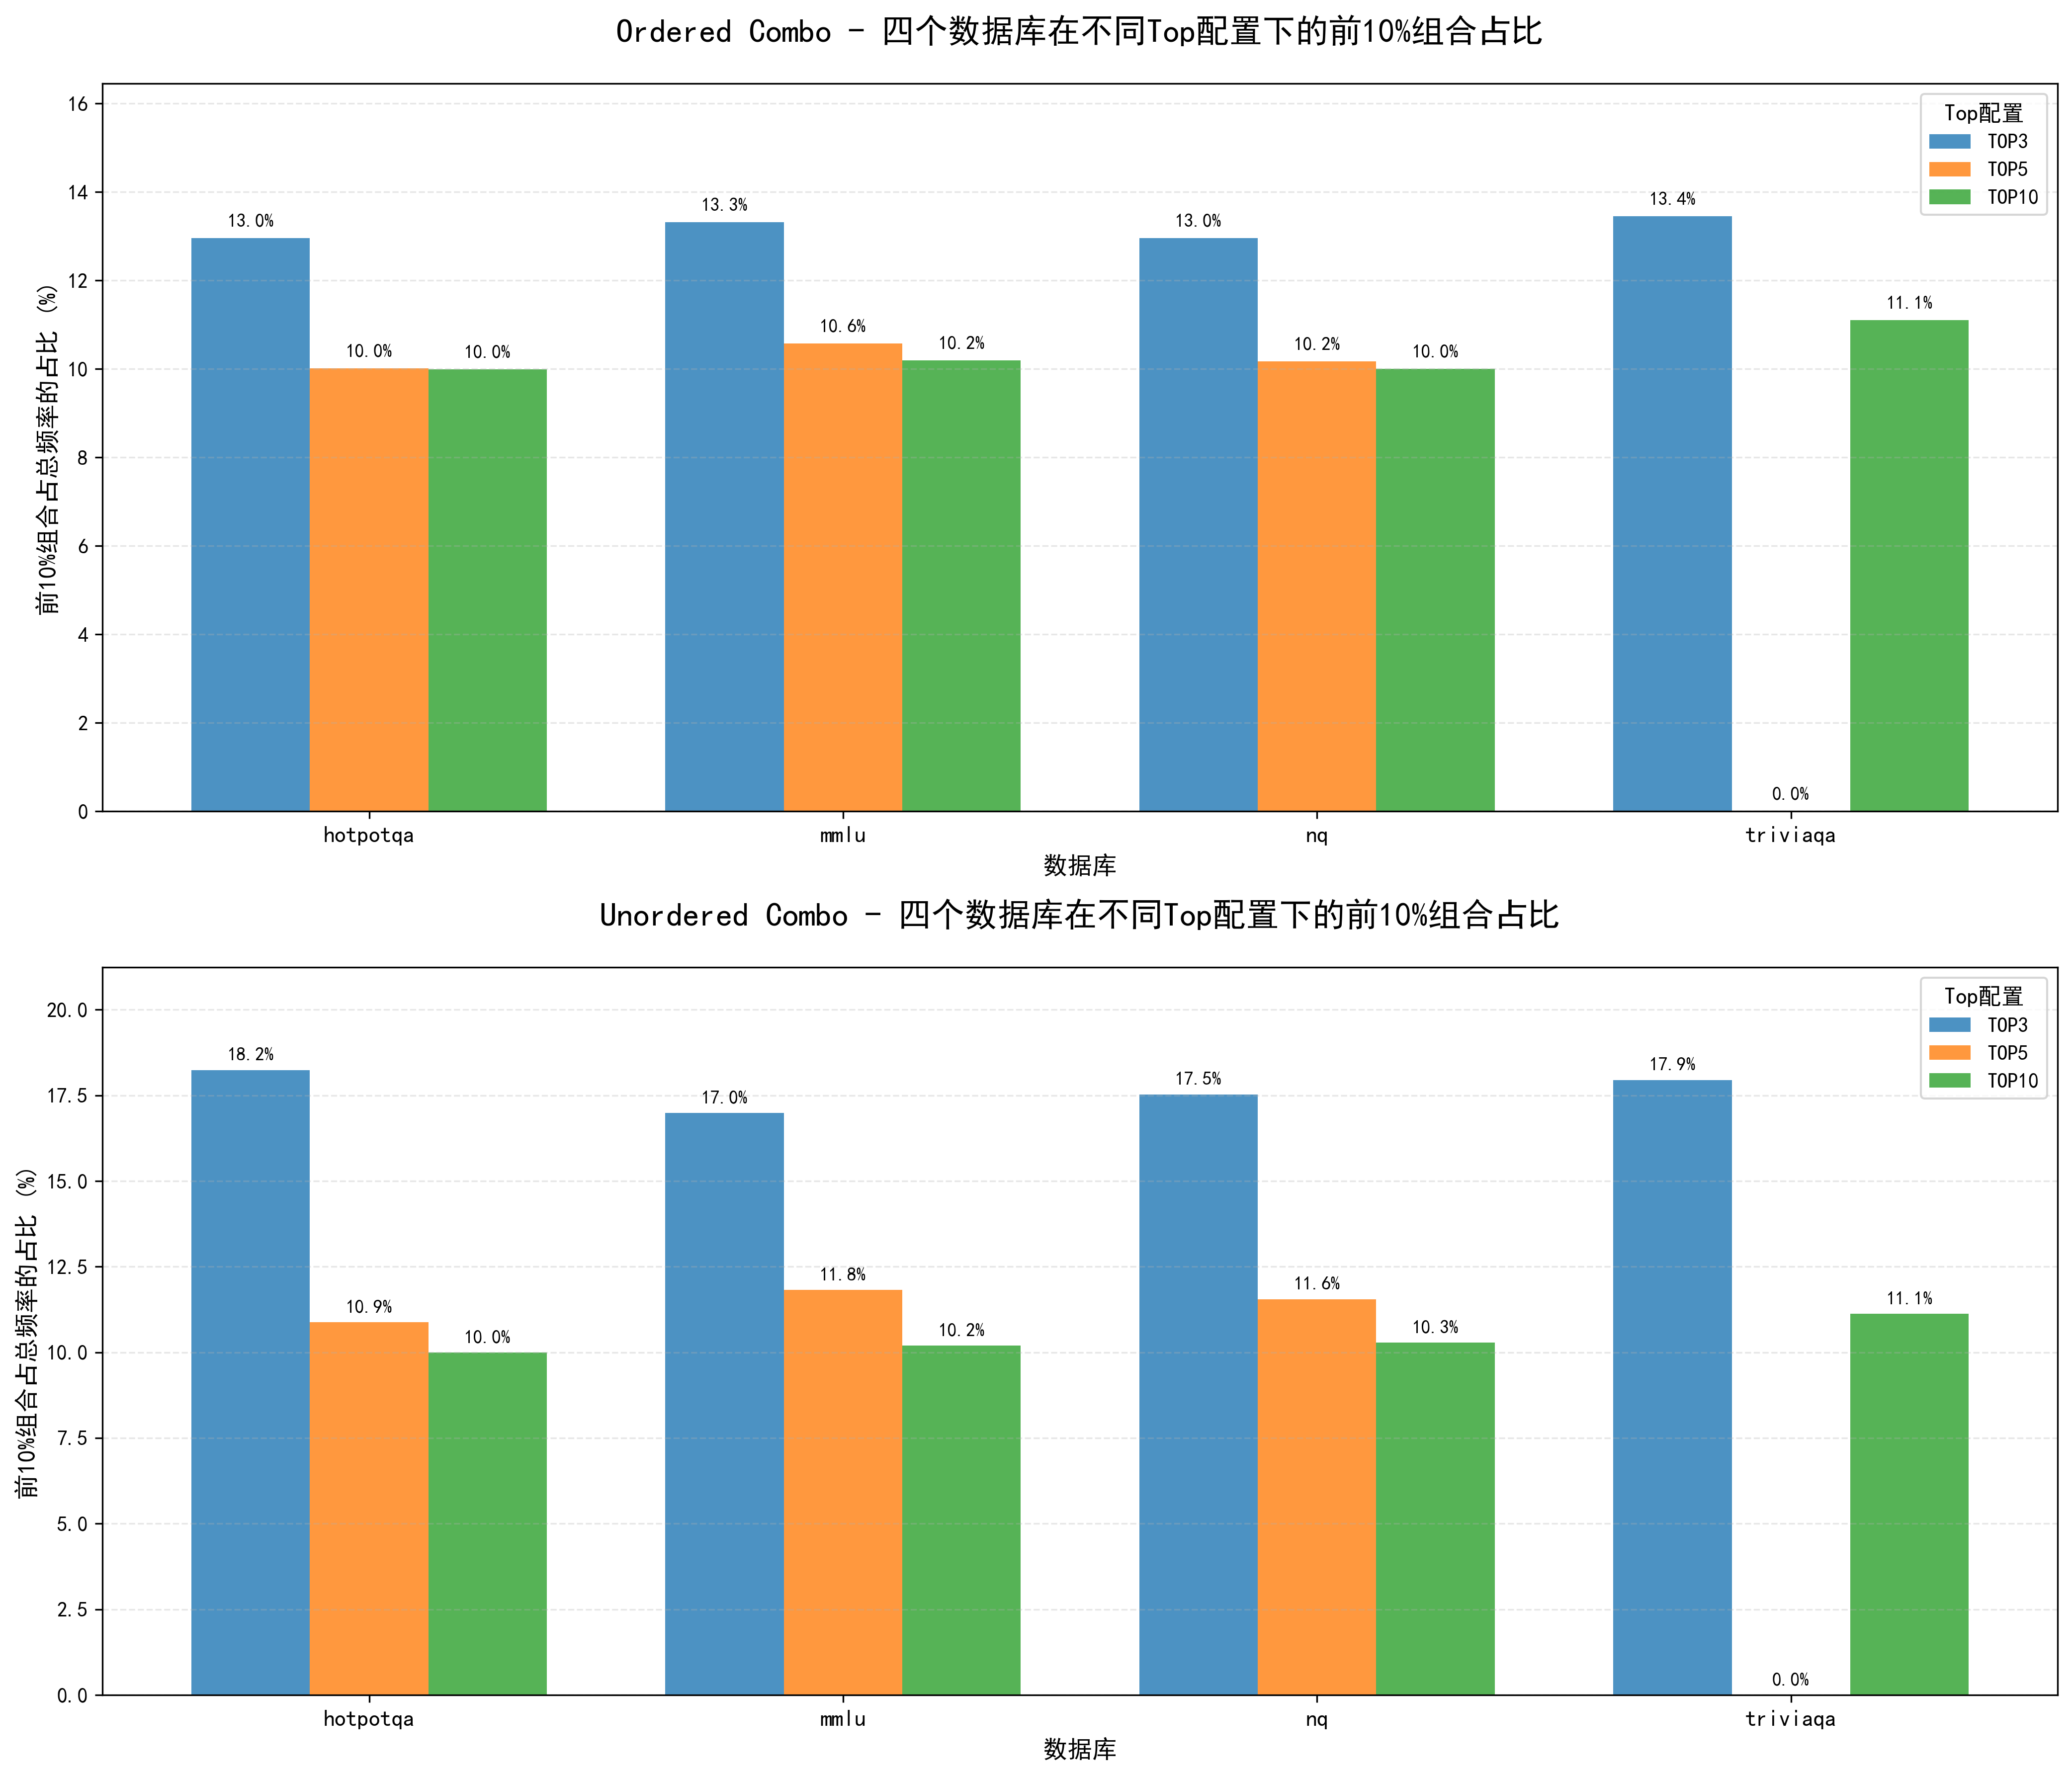 Ordered Combo - 四个数据库在不同Top配置下的前10%组合占比
前10%组合占总频率的占比 (%)
16
14
12
10
8
6
4
2
0
Top配置
TOP3
TOP5
TOP10
13.0%
10.0%
10.0%
13.3%
10.6%
10.2%
13.0%
10.2%
10.0%
13.4%
0.0%
11.1%
hotpotqa
mmlu
nq
triviaqa
数据库
Unordered Combo - 四个数据库在不同Top配置下的前10%组合占比
前10%组合占总频率的占比 (%)
20.0
17.5
15.0
12.5
10.0
7.5
5.0
2.5
0.0
Top配置
TOP3
TOP5
TOP10
18.2%
10.9%
10.0%
17.0%
11.8%
10.2%
17.5%
11.6%
10.3%
17.9%
0.0%
11.1%
hotpotqa
mmlu
nq
triviaqa
数据库